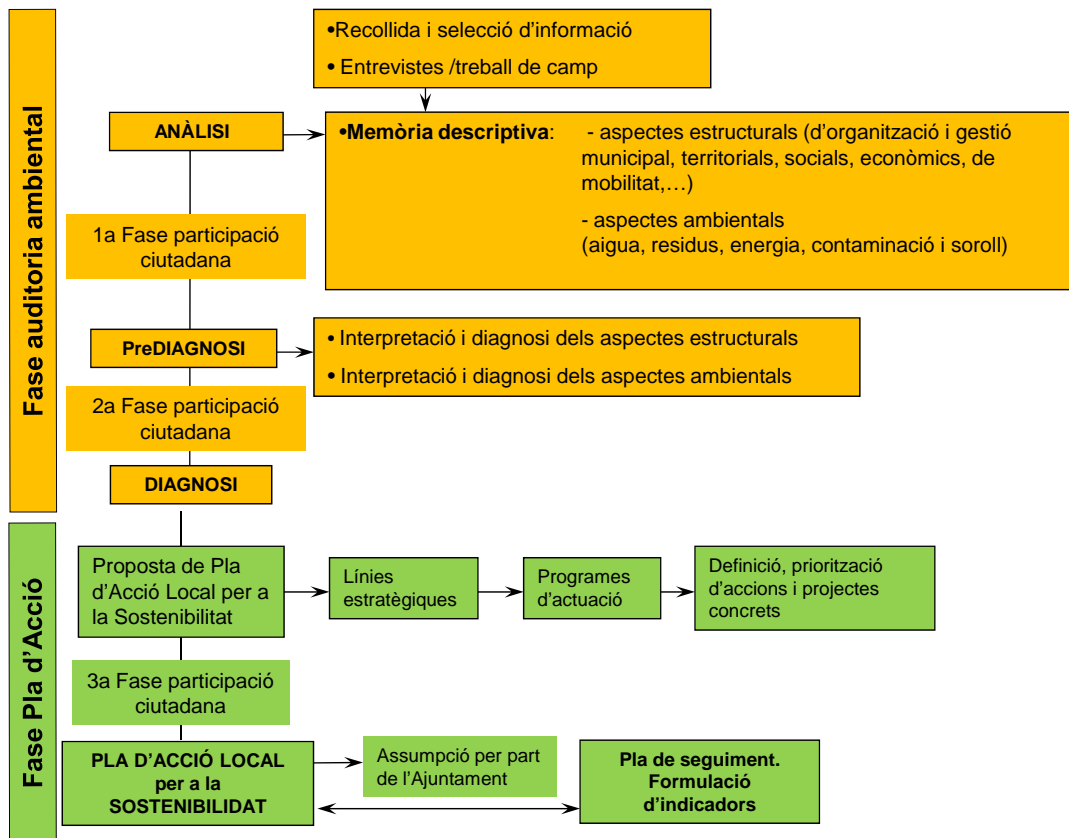 Fase auditoria ambiental
•Recollida i selecció d'informació
• Entrevistes /treball de camp
ANÀLISI
•Memòria descriptiva: - aspectes estructurals (d'organització i gestió
municipal, territorials, socials, econòmics, de
mobilitat,…)
- aspectes ambientals
(aigua, residus, energia, contaminació i soroll)
1a Fase participació
ciutadana
PreDIAGNOSI
• Interpretació i diagnosi dels aspectes estructurals
• Interpretació i diagnosi dels aspectes ambientals
2a Fase participació
ciutadana
DIAGNOSI
Fase Pla d'Acció
Proposta de Pla
d'Acció Local per a
la Sostenibilitat
Línies
estratègiques
Programes
d'actuació
Definició, priorització
d'accions i projectes
concrets
3a Fase participació
ciutadana
PLA D'ACCIÓ LOCAL
per a la
SOSTENIBILIDAT
Assumpció per part
de l'Ajuntament
Pla de seguiment.
Formulació
d'indicadors